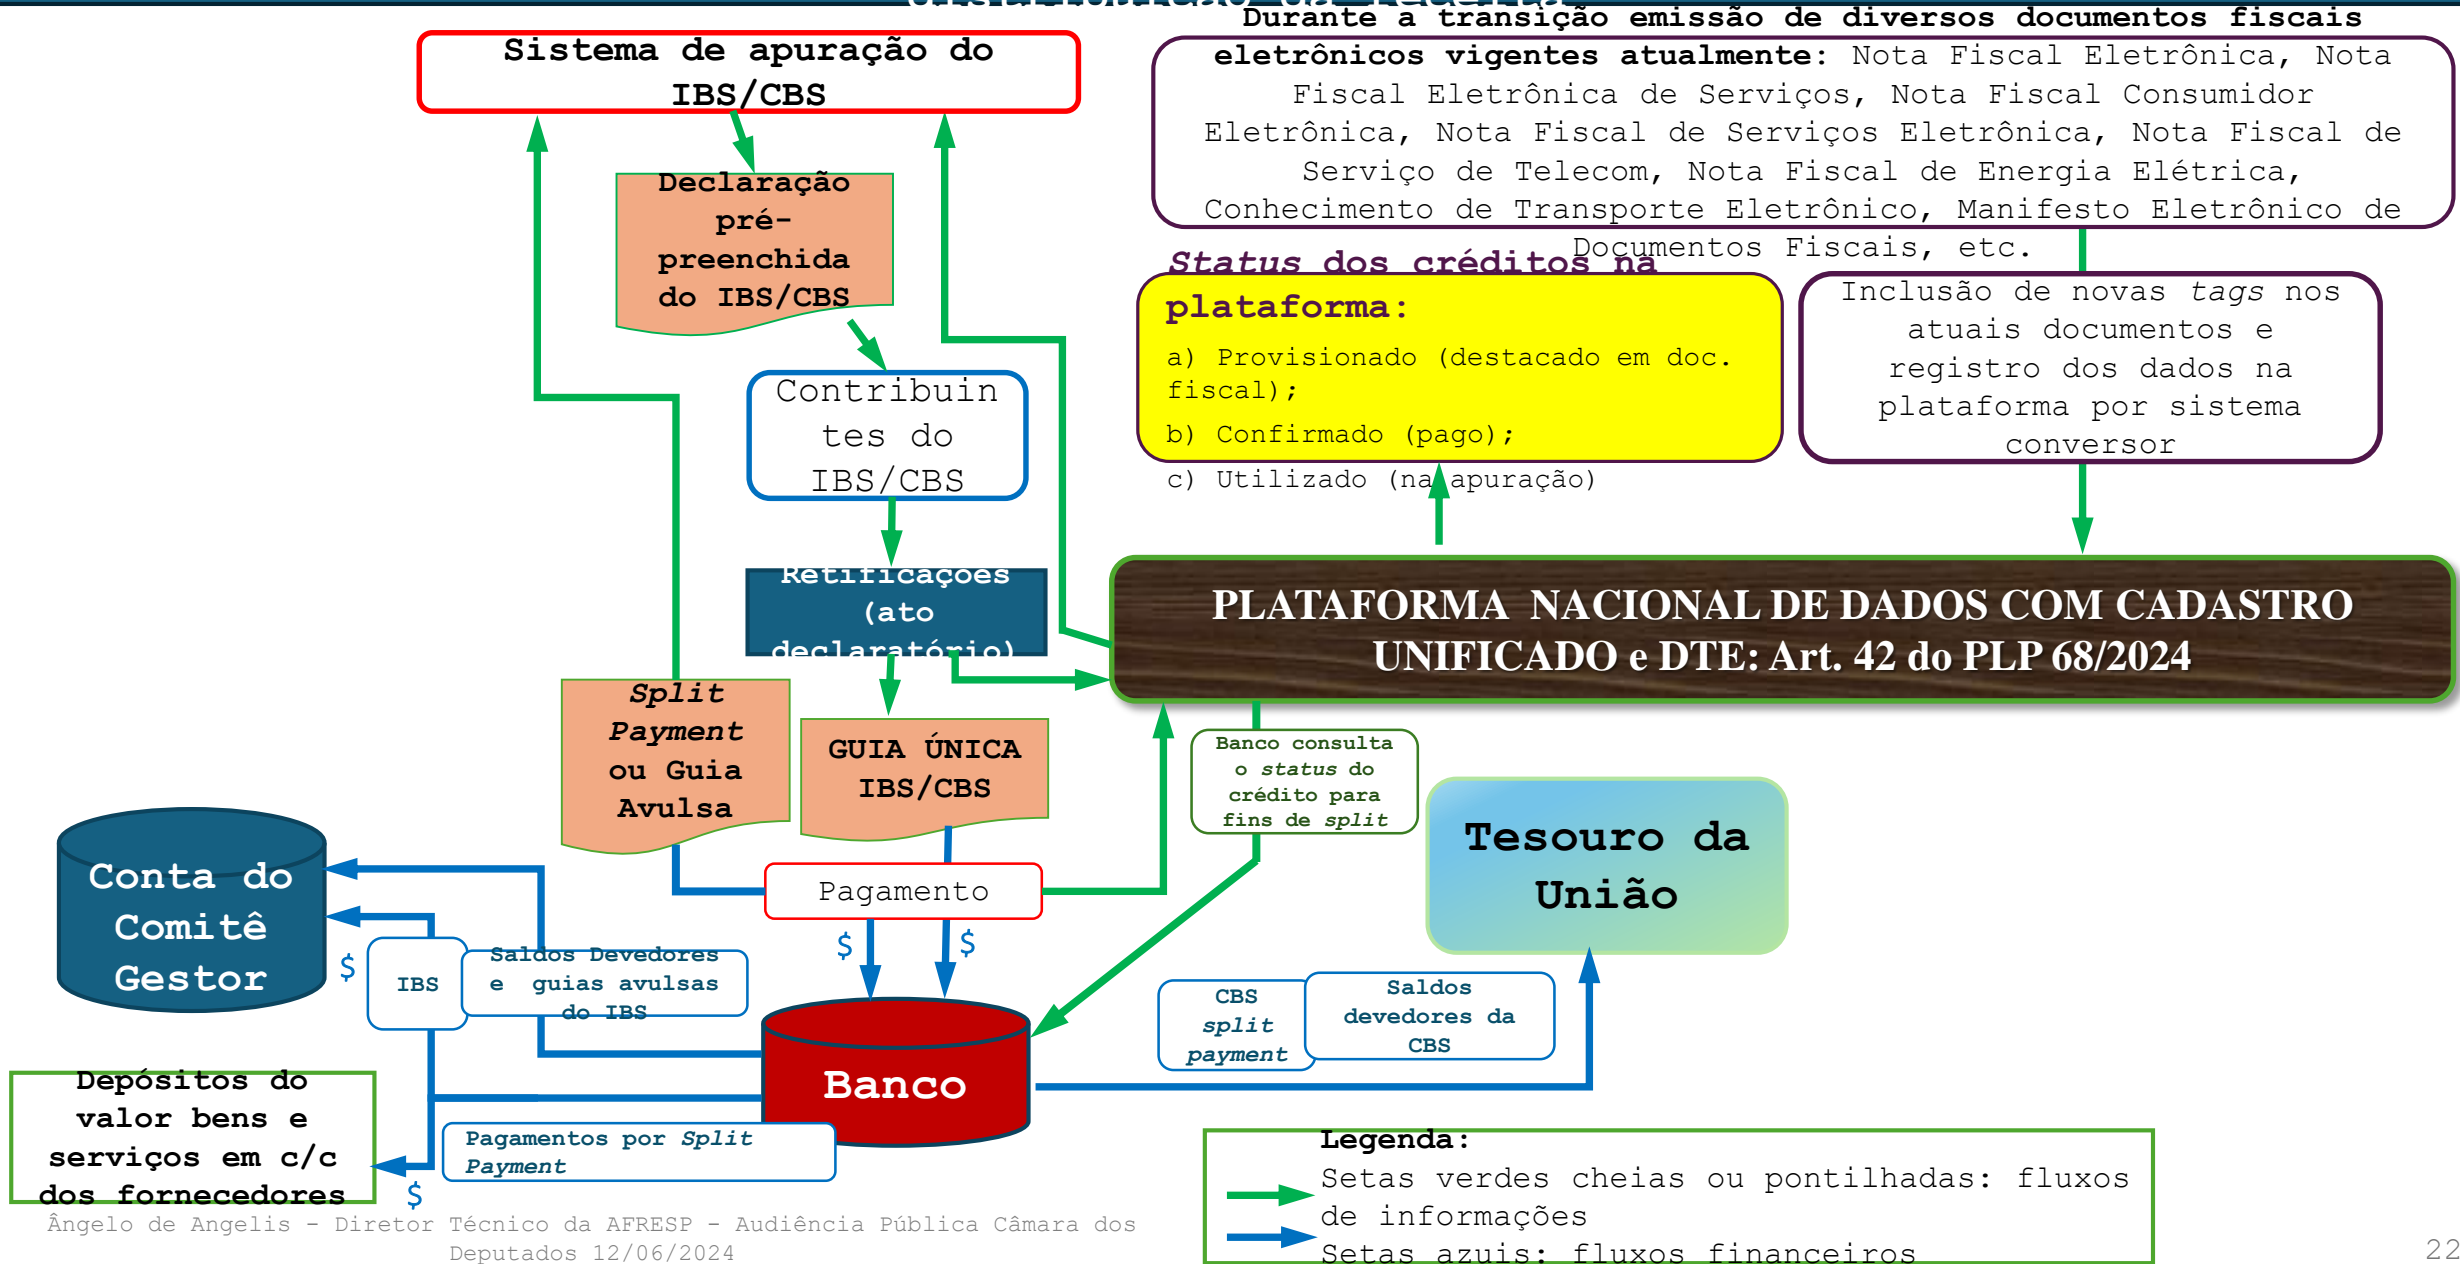 Durante a transição emissão de diversos documentos fiscais
eletrônicos vigentes atualmente: Nota Fiscal Eletrônica, Nota
Fiscal Eletrônica de Serviços, Nota Fiscal Consumidor
Eletrônica, Nota Fiscal de Serviços Eletrônica, Nota Fiscal de
Serviço de Telecom, Nota Fiscal de Energia Elétrica,
Conhecimento de Transporte Eletrônico, Manifesto Eletrônico de
Documentos Fiscais, etc.
Sistema de apuração do
IBS/CBS
Declaração
pré-
preenchida
do IBS/CBS
Contribuin
tes do
IBS/CBS
Status dos créditos na
plataforma:
a) Provisionado (destacado em doc.
fiscal);
b) Confirmado (pago);
c) Utilizado (na apuração)
Inclusão de novas tags nos
atuais documentos e
registro dos dados na
plataforma por sistema
conversor
Retificações
(ato
declaratório)
PLATAFORMA NACIONAL DE DADOS COM CADASTRO
UNIFICADO e DTE: Art. 42 do PLP 68/2024
Split
Payment
ou Guia
Avulsa
GUIA ÚNICA
IBS/CBS
Banco consulta
o status do
crédito para
fins de split
Tesouro da
União
Pagamento
Conta do
Comitê
Gestor
$
$
$
IBS
Saldos Devedores
e guias avulsas
do IBS
CBS
split
payment
Saldos
devedores da
CBS
Banco
Depósitos do
valor bens e
serviços em c/c
dos fornecedores
$
Pagamentos por Split
Payment
Legenda:
Setas verdes cheias ou pontilhadas: fluxos
de informações
Setas azuis: fluxos financeiros
Ângelo de Angelis - Diretor Técnico da AFRESP - Audiência Pública Câmara dos
Deputados 12/06/2024
22